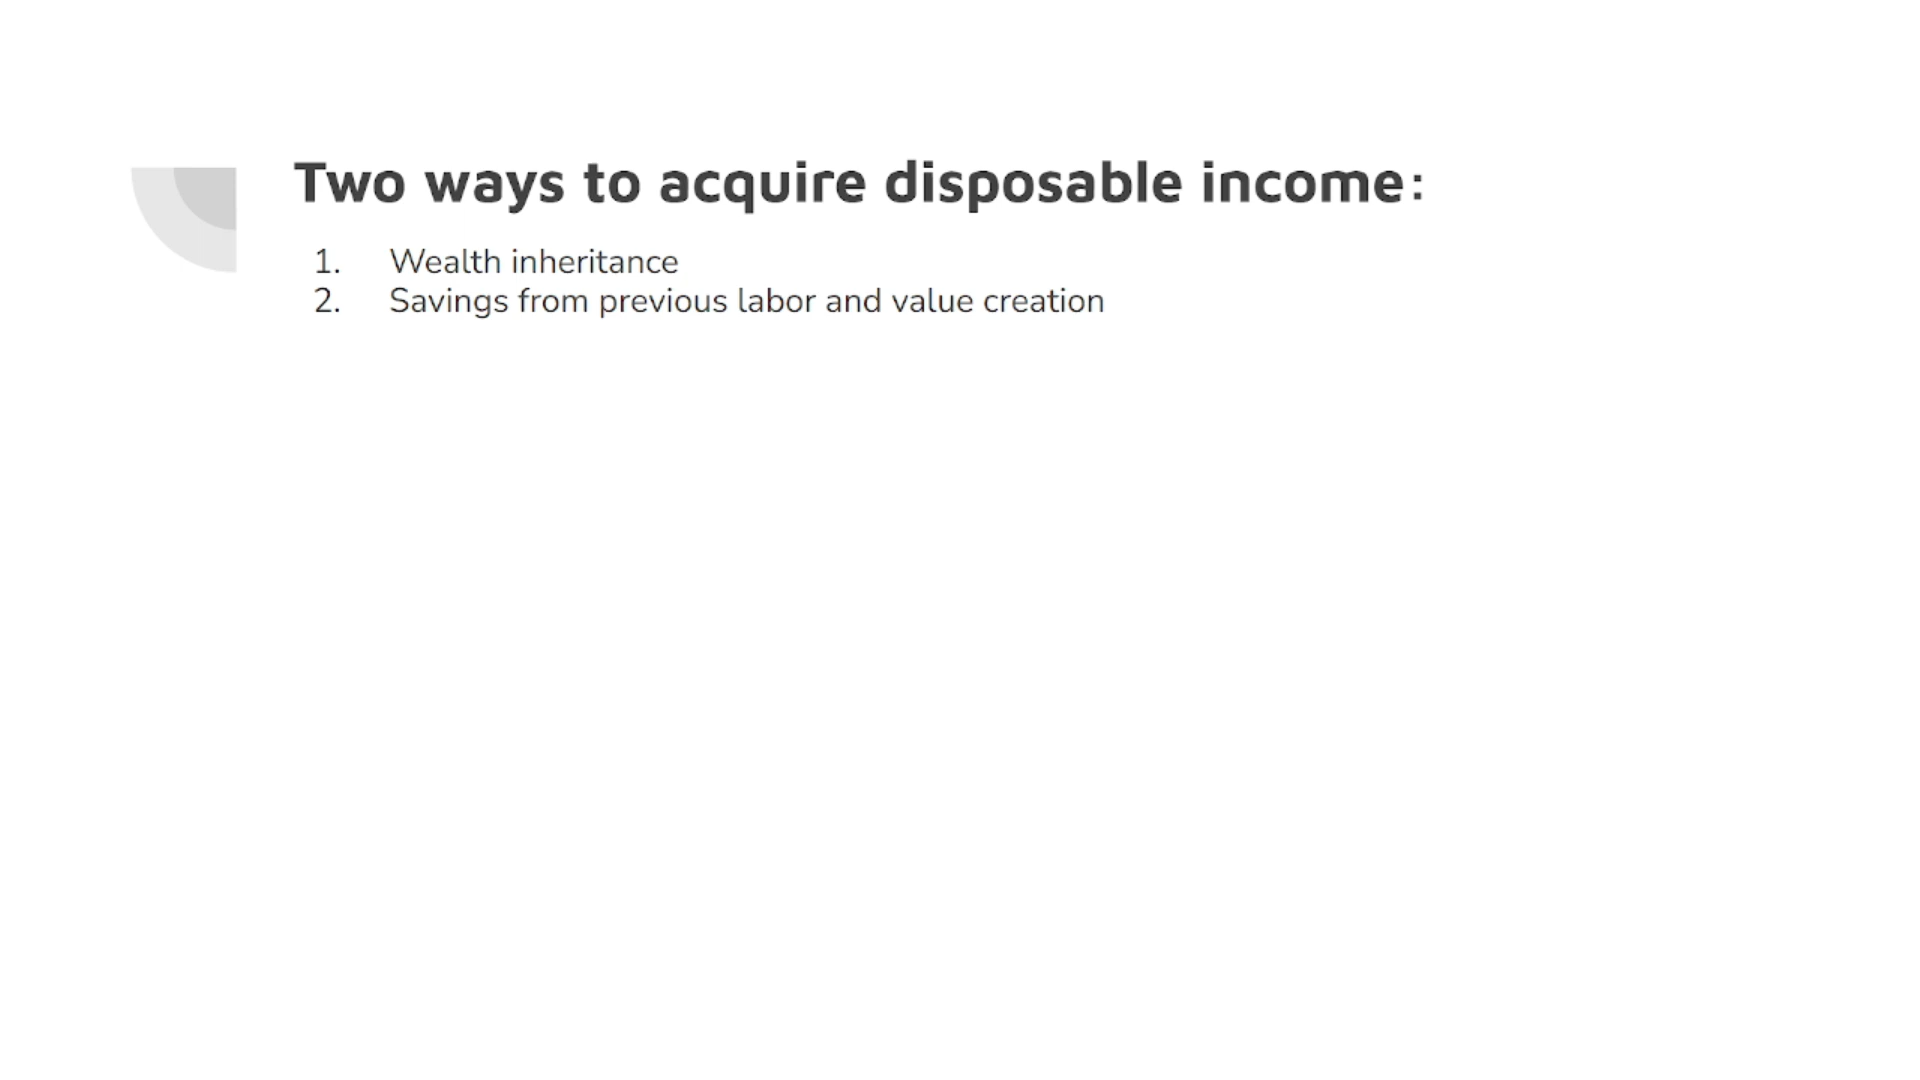 Two ways to acquire disposable income:
1. Wealth inheritance
2. Savings from previous labor and value creation